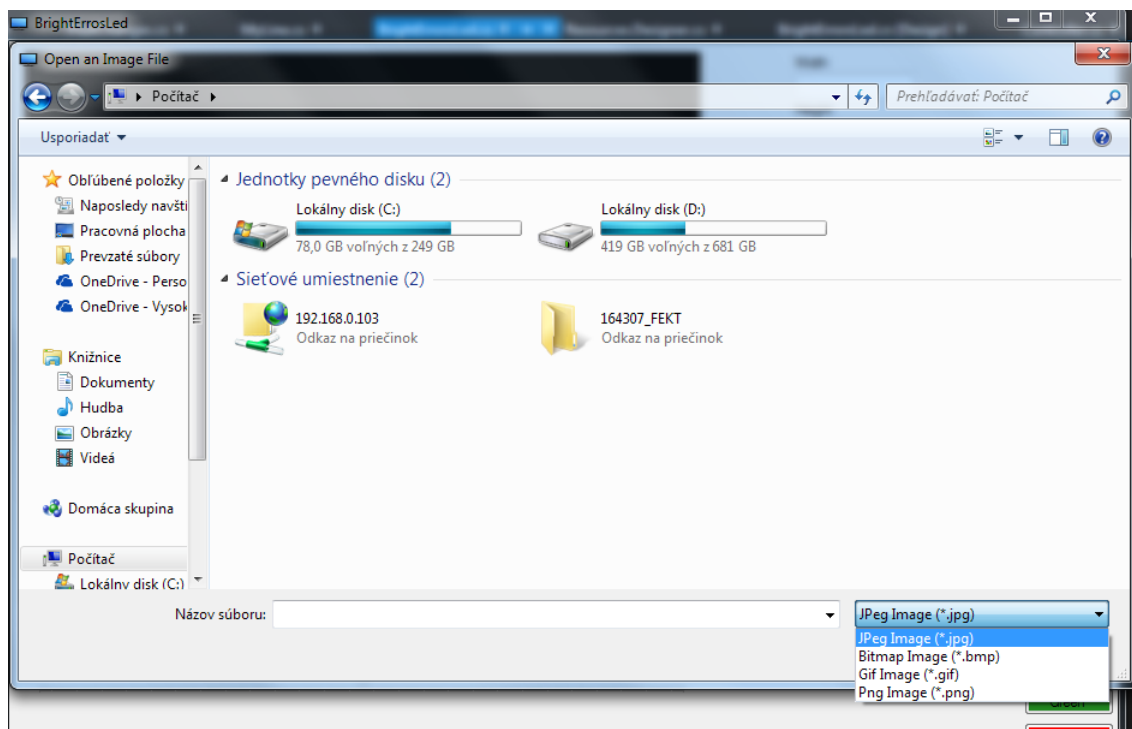 BrightErrosLed
Open an Image File
Počítač
Prehľadávať: Počítač
Usporiadať
Obľúbené položky
Naposledy navšti
Pracovná plocha
Prevzaté súbory
OneDrive - Perso
OneDrive - Vysok
Knižnice
Dokumenty
Hudba
Obrázky
Videá
Domáca skupina
Počítač
Lokálny disk (C:)
Jednotky pevného disku (2)
Lokálny disk (C:)
78,0 GB voľných z 249 GB
Lokálny disk (D:)
419 GB voľných z 681 GB
Sieťové umiestnenie (2)
192.168.0.103
Odkaz na priečinok
164307_FEKT
Odkaz na priečinok
Názov súboru:
JPeg Image (*.jpg)
JPeg Image (*.jpg)
Bitmap Image (*.bmp)
Gif Image (*.gif)
Png Image (*.png)
Green